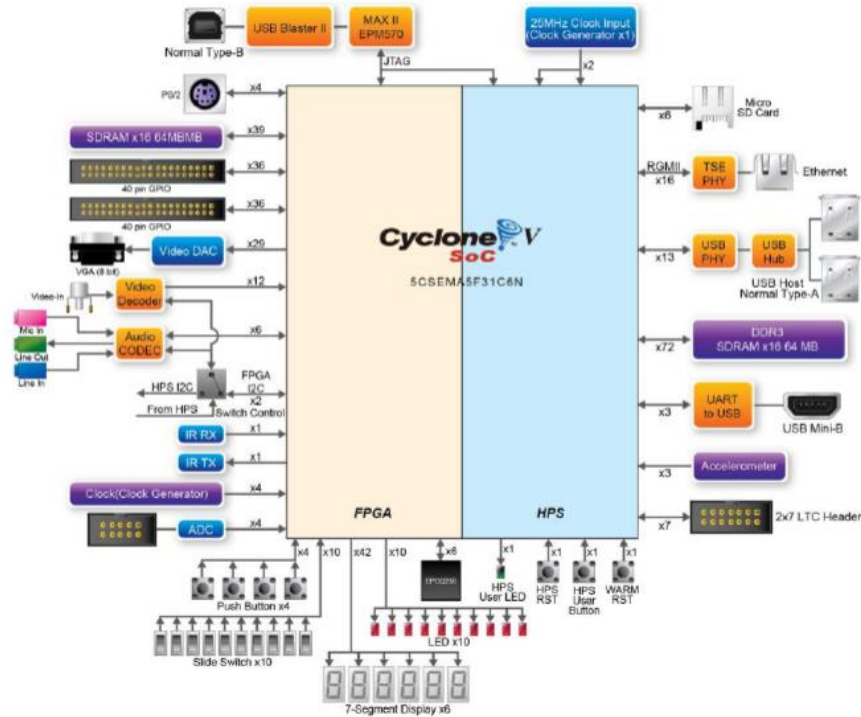 MAX II
EPM570
USB Blaster II
Normal Type-B
25MHz Clock Input
(Clock Generator x1)
JTAG
x2
PS/2
x4
SDRAM x16 64MBMB
x39
x36
40 pin GPIO
x36
40 pin GPIO
Video DAC
x29
VGA (8 bit)
Video-In
Video
Decoder
x12
Mic In
Audio
CODEC
x6
Line Out
Line In
HPS I2C
FPGA
I2C
x2
From HPS
Switch Control
IR RX
x1
IR TX
x1
Clock(Clock Generator)
x4
ADC
x4
Cyclone V
SoC
5CSEMA5F31C6N
FPGA
HPS
x6
Micro
SD Card
RGMII
x16
TSE
PHY
Ethernet
x13
USB
PHY
USB
Hub
USB Host
Normal Type-A
x72
DDR3
SDRAM x16 64 MB
x3
UART
to USB
USB Mini-B
x3
Accelerometer
x7
2x7 LTC Header
x4
x10
x42
x10
x6
x1
x1
x1
x1
Push Button x4
HPS
User LED
HPS
RST
HPS
User
Button
WARM
RST
Slide Switch x10
LED x10
7-Segment Display x6